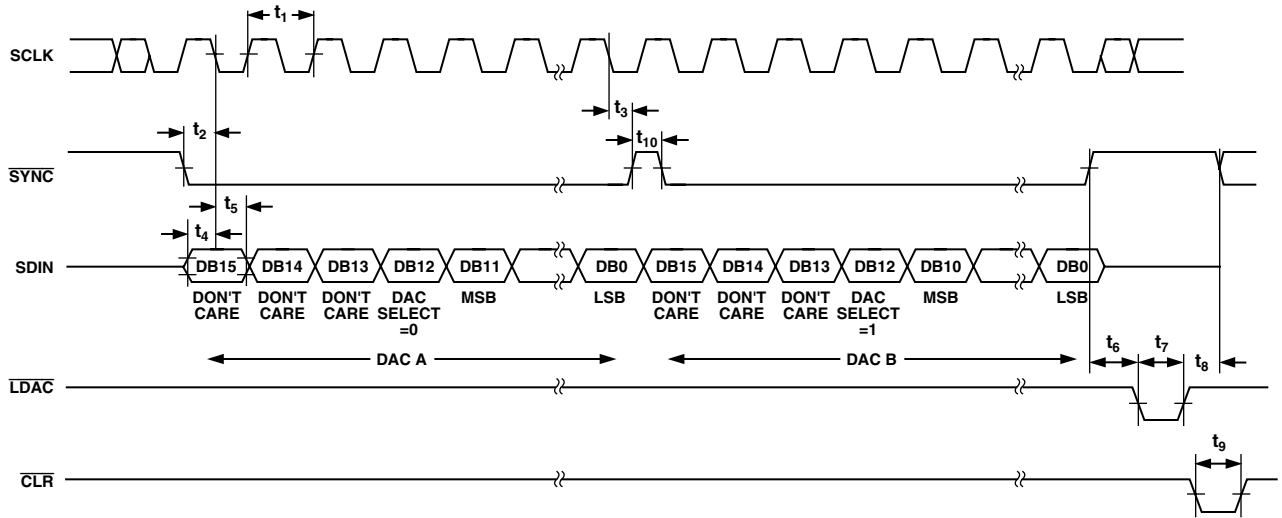 t1
SCLK
t3
t2
t10
SYNC
t5
t4
SDIN
DB15 DB14 DB13 DB12 DB11 DB0 DB15 DB14 DB13 DB12 DB10 DB0
DON'T CARE
DON'T CARE
DON'T CARE
DAC SELECT =0
MSB
LSB
DON'T CARE
DON'T CARE
DON'T CARE
DAC SELECT =1
MSB
LSB
DAC A
DAC B
t6
t7
t8
LDAC
t9
CLR